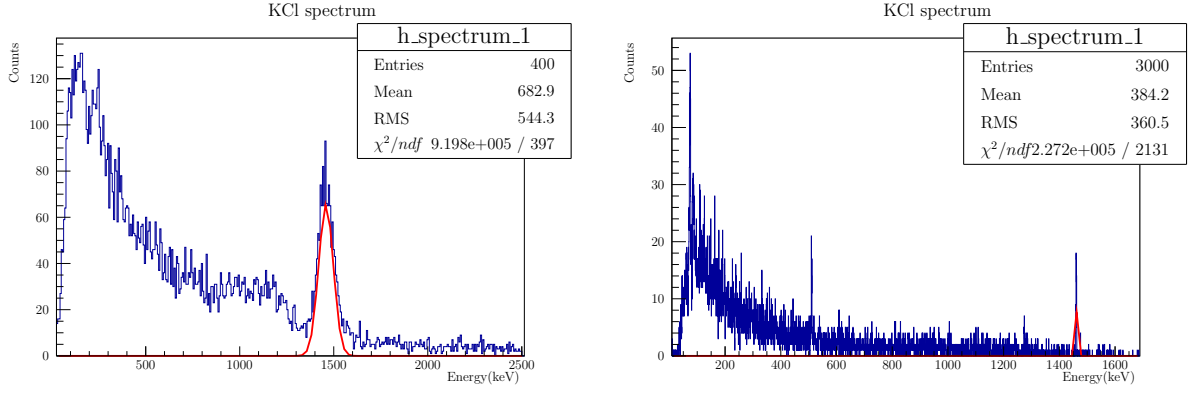 KCl spectrum
h_spectrum_1
Entries 400
Mean 682.9
RMS 544.3
χ²/ndf 9.198e+005 / 397
Counts
120
100
80
60
40
20
0
500 1000 1500 2000 2500
Energy(keV)
KCl spectrum
h_spectrum_1
Entries 3000
Mean 384.2
RMS 360.5
χ²/ndf2.272e+005 / 2131
Counts
50
40
30
20
10
0
200 400 600 800 1000 1200 1400 1600
Energy(keV)